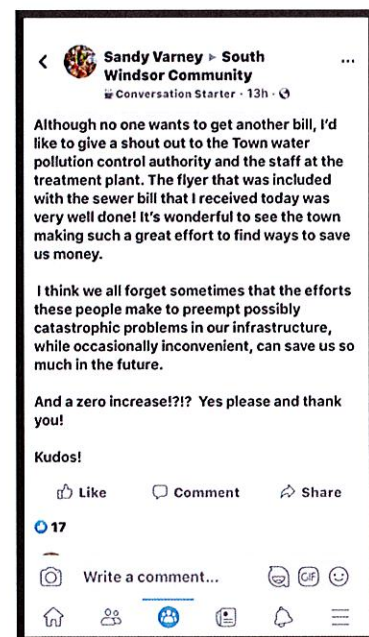 Sandy Varney ▸ South
Windsor Community
Conversation Starter · 13h ·
Although no one wants to get another bill, I'd
like to give a shout out to the Town water
pollution control authority and the staff at the
treatment plant. The flyer that was included
with the sewer bill that I received today was
very well done! It's wonderful to see the town
making such a great effort to find ways to save
us money.
I think we all forget sometimes that the efforts
these people make to preempt possibly
catastrophic problems in our infrastructure,
while occasionally inconvenient, can save us so
much in the future.
And a zero increase!?!? Yes please and thank
you!
Kudos!
Like Comment Share
17
Write a comment... GIF